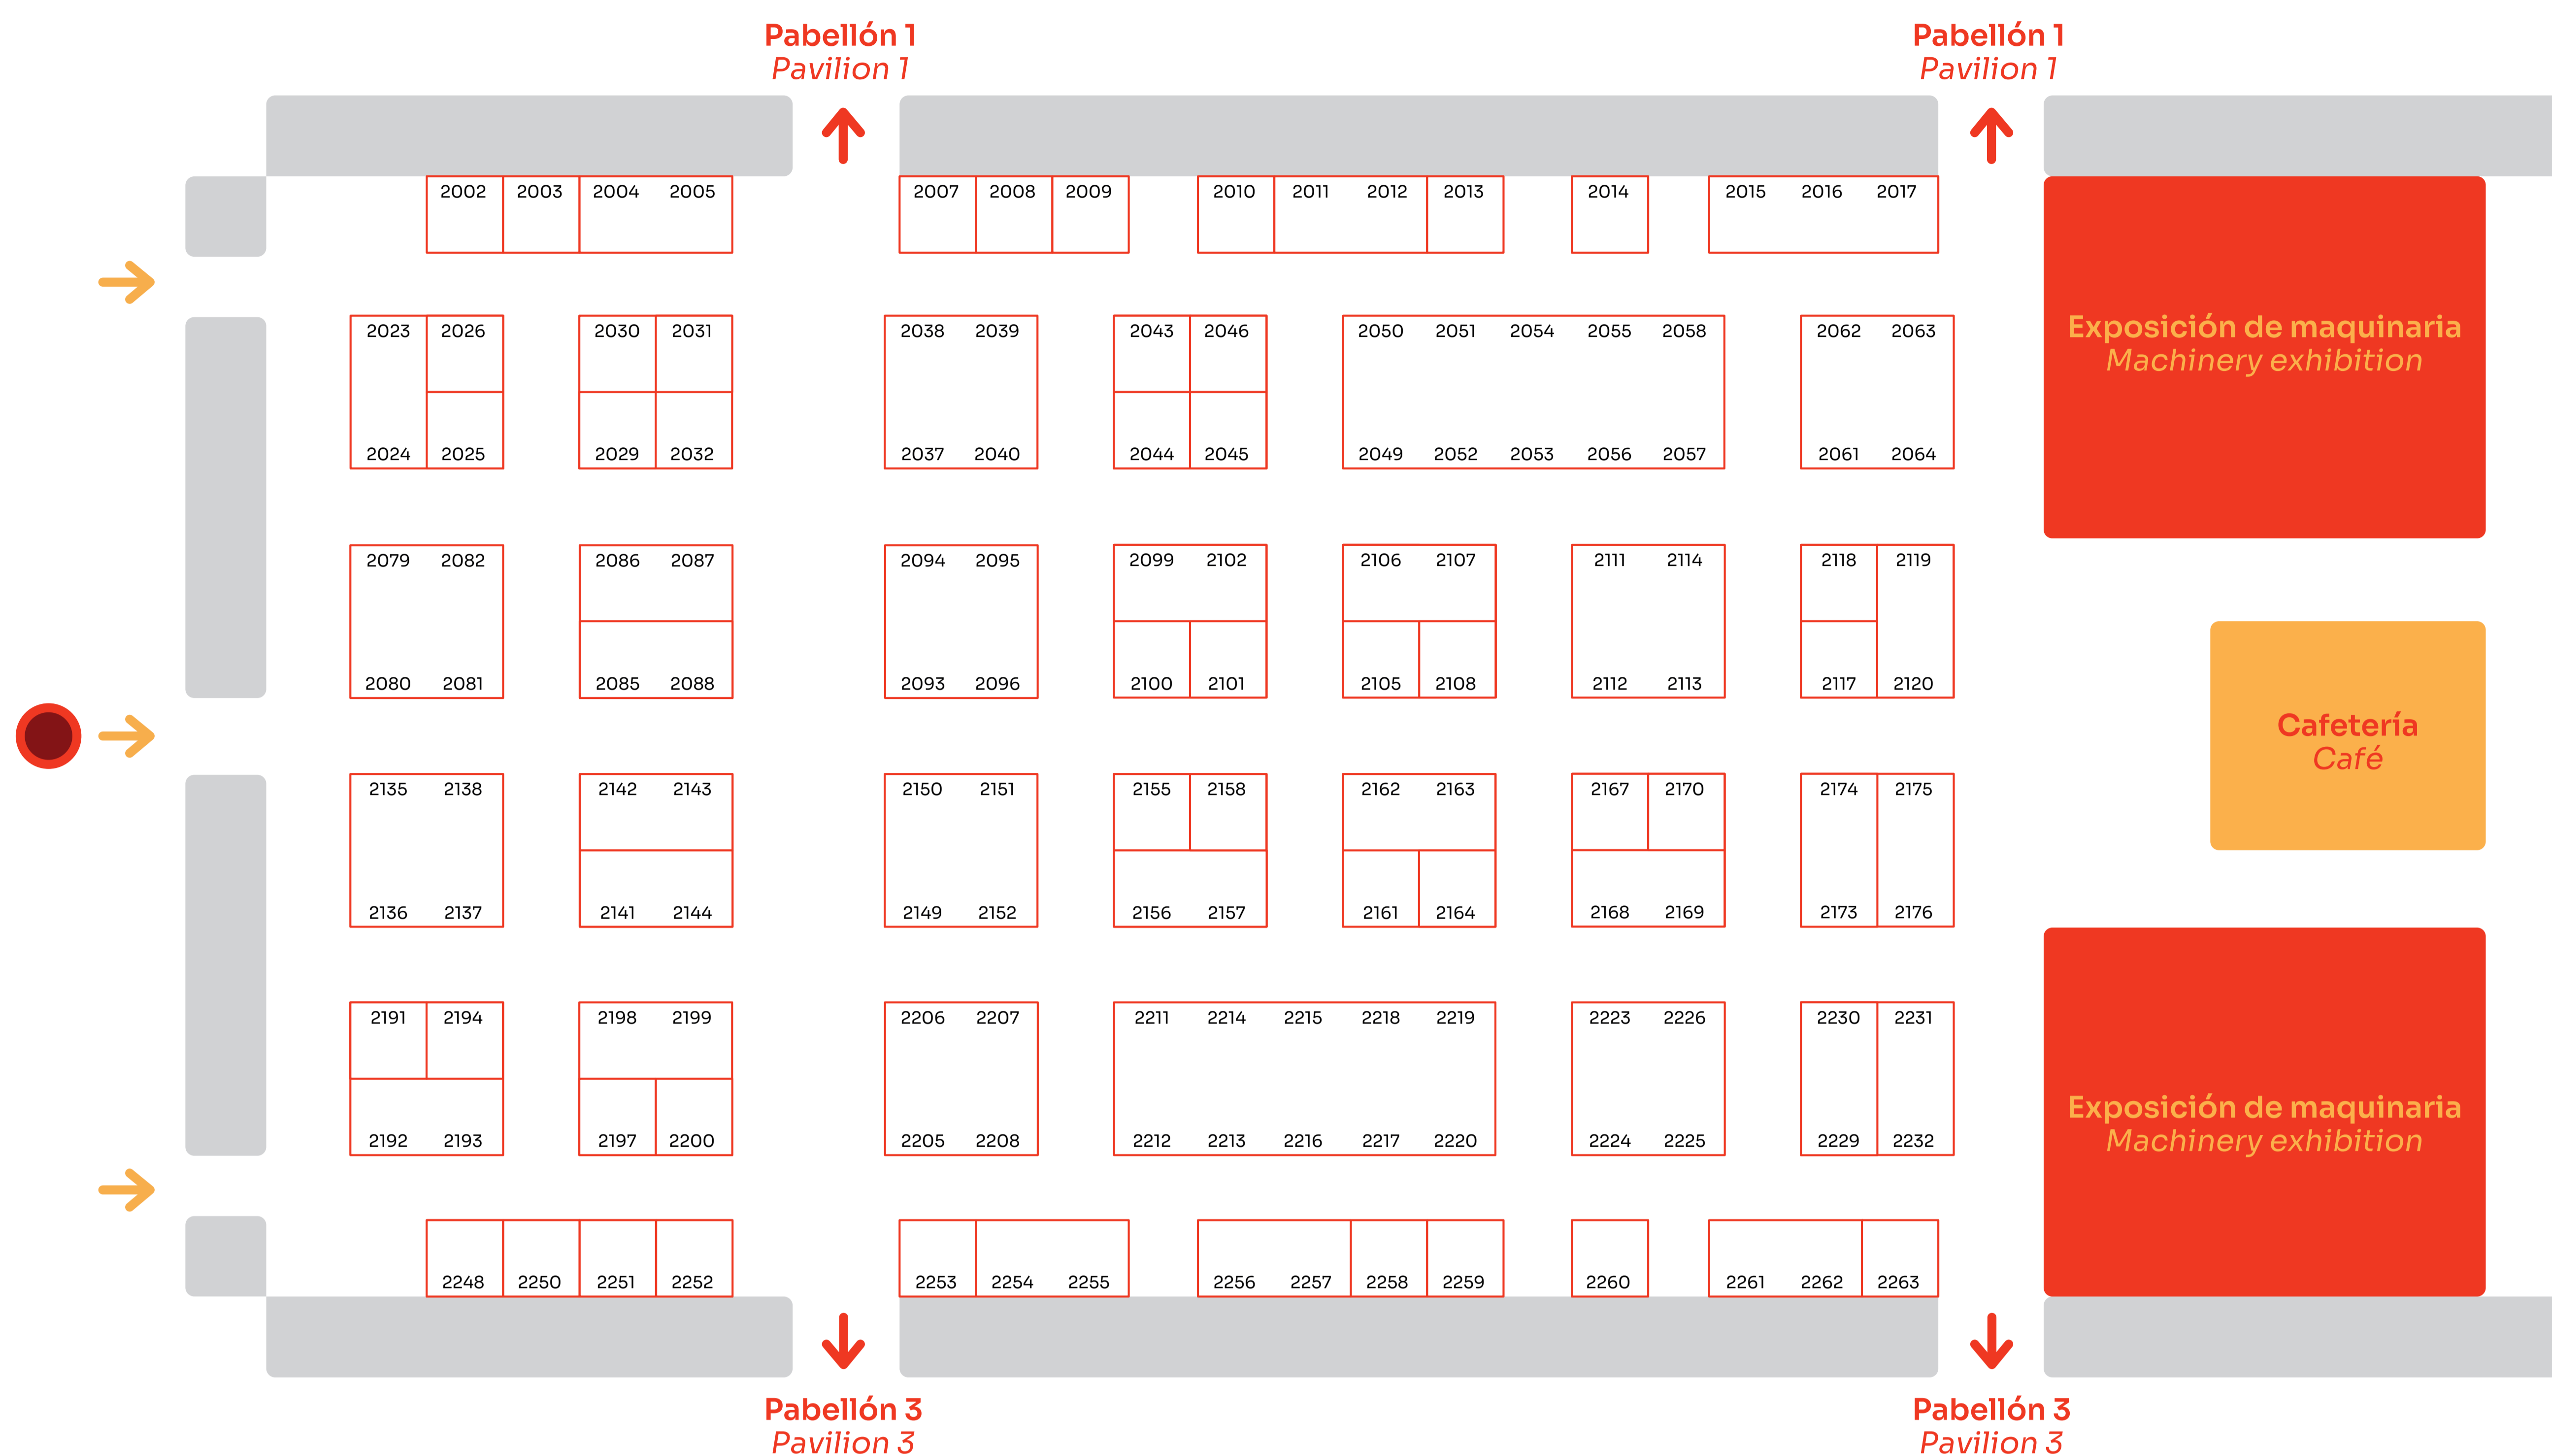 Pabellón 1
Pavilion 1
Pabellón 1
Pavilion 1
2002 2003 2004 2005 2007 2008 2009 2010 2011 2012 2013 2014 2015 2016 2017
2023 2026 2030 2031 2038 2039 2043 2046 2050 2051 2054 2055 2058 2062 2063
Exposición de maquinaria
Machinery exhibition
2024 2025 2029 2032 2037 2040 2044 2045 2049 2052 2053 2056 2057 2061 2064
2079 2082 2086 2087 2094 2095 2099 2102 2106 2107 2111 2114 2118 2119
2080 2081 2085 2088 2093 2096 2100 2101 2105 2108 2112 2113 2117 2120
Cafetería
Café
2135 2138 2142 2143 2150 2151 2155 2158 2162 2163 2167 2170 2174 2175
2136 2137 2141 2144 2149 2152 2156 2157 2161 2164 2168 2169 2173 2176
2191 2194 2198 2199 2206 2207 2211 2214 2215 2218 2219 2223 2226 2230 2231
Exposición de maquinaria
Machinery exhibition
2192 2193 2197 2200 2205 2208 2212 2213 2216 2217 2220 2224 2225 2229 2232
2248 2250 2251 2252 2253 2254 2255 2256 2257 2258 2259 2260 2261 2262 2263
Pabellón 3
Pavilion 3
Pabellón 3
Pavilion 3